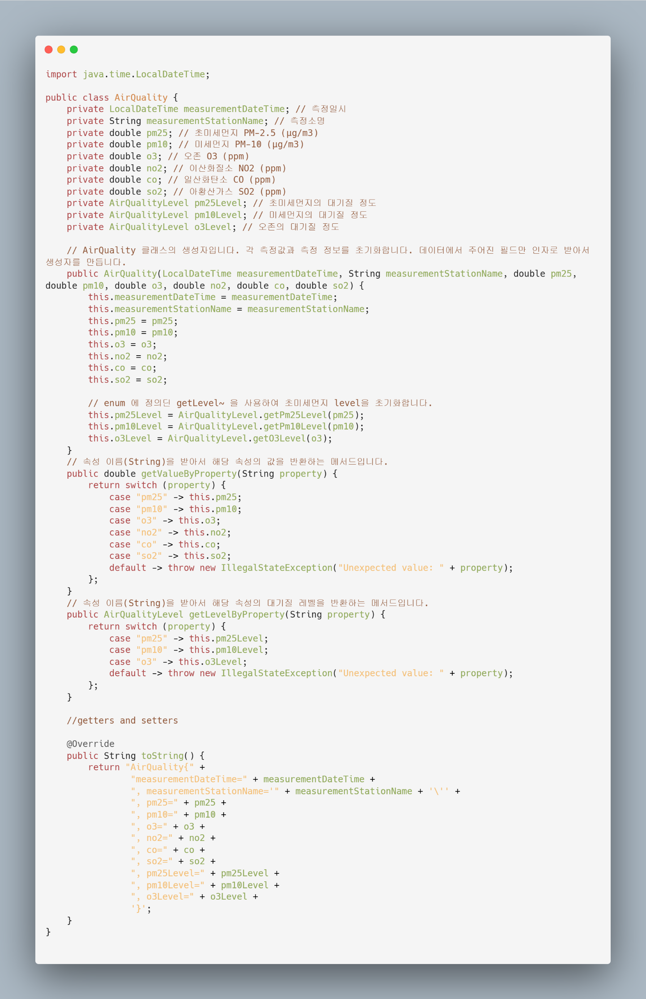 import java.time.LocalDateTime;

public class AirQuality {
    private LocalDateTime measurementDateTime; // 측정일시
    private String measurementStationName; // 측정소명
    private double pm25; // 초미세먼지 PM-2.5 (μg/m3)
    private double pm10; // 미세먼지 PM-10 (μg/m3)
    private double o3; // 오존 O3 (ppm)
    private double no2; // 이산화질소 NO2 (ppm)
    private double co; // 일산화탄소 CO (ppm)
    private double so2; // 아황산가스 SO2 (ppm)
    private AirQualityLevel pm25Level; // 초미세먼지의 대기질 정도
    private AirQualityLevel pm10Level; // 미세먼지의 대기질 정도
    private AirQualityLevel o3Level; // 오존의 대기질 정도

    // AirQuality 클래스의 생성자입니다. 각 측정값과 측정 정보를 초기화합니다. 데이터에서 주어진 필드만 인자로 받아서
생성자를 만듭니다.
    public AirQuality(LocalDateTime measurementDateTime, String measurementStationName, double pm25,
double pm10, double o3, double no2, double co, double so2) {
        this.measurementDateTime = measurementDateTime;
        this.measurementStationName = measurementStationName;
        this.pm25 = pm25;
        this.pm10 = pm10;
        this.o3 = o3;
        this.no2 = no2;
        this.co = co;
        this.so2 = so2;

        // enum 에 정의딘 getLevel~ 을 사용하여 초미세먼지 level을 초기화합니다.
        this.pm25Level = AirQualityLevel.getPm25Level(pm25);
        this.pm10Level = AirQualityLevel.getPm10Level(pm10);
        this.o3Level = AirQualityLevel.getO3Level(o3);
    }
    // 속성 이름(String)을 받아서 해당 속성의 값을 반환하는 메서드입니다.
    public double getValueByProperty(String property) {
        return switch (property) {
            case "pm25" -> this.pm25;
            case "pm10" -> this.pm10;
            case "o3" -> this.o3;
            case "no2" -> this.no2;
            case "co" -> this.co;
            case "so2" -> this.so2;
            default -> throw new IllegalStateException("Unexpected value: " + property);
        };
    }
    // 속성 이름(String)을 받아서 해당 속성의 대기질 레벨을 반환하는 메서드입니다.
    public AirQualityLevel getLevelByProperty(String property) {
        return switch (property) {
            case "pm25" -> this.pm25Level;
            case "pm10" -> this.pm10Level;
            case "o3" -> this.o3Level;
            default -> throw new IllegalStateException("Unexpected value: " + property);
        };
    }

    //getters and setters

    @Override
    public String toString() {
        return "AirQuality{" +
                "measurementDateTime=" + measurementDateTime +
                ", measurementStationName='" + measurementStationName + '\'' +
                ", pm25=" + pm25 +
                ", pm10=" + pm10 +
                ", o3=" + o3 +
                ", no2=" + no2 +
                ", co=" + co +
                ", so2=" + so2 +
                ", pm25Level=" + pm25Level +
                ", pm10Level=" + pm10Level +
                ", o3Level=" + o3Level +
                '}';
    }
}